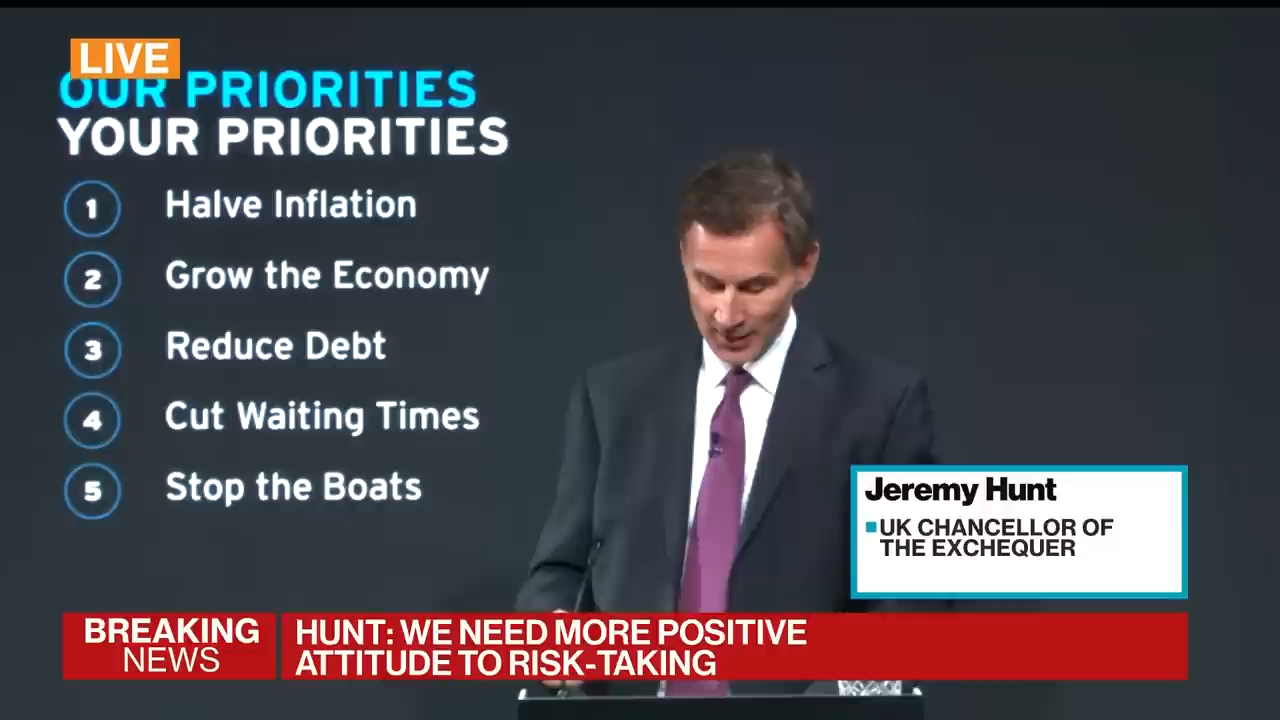 LIVE
OUR PRIORITIES
YOUR PRIORITIES
1 Halve Inflation
2 Grow the Economy
3 Reduce Debt
4 Cut Waiting Times
5 Stop the Boats
Jeremy Hunt
UK CHANCELLOR OF
THE EXCHEQUER
BREAKING
NEWS
HUNT: WE NEED MORE POSITIVE
ATTITUDE TO RISK-TAKING